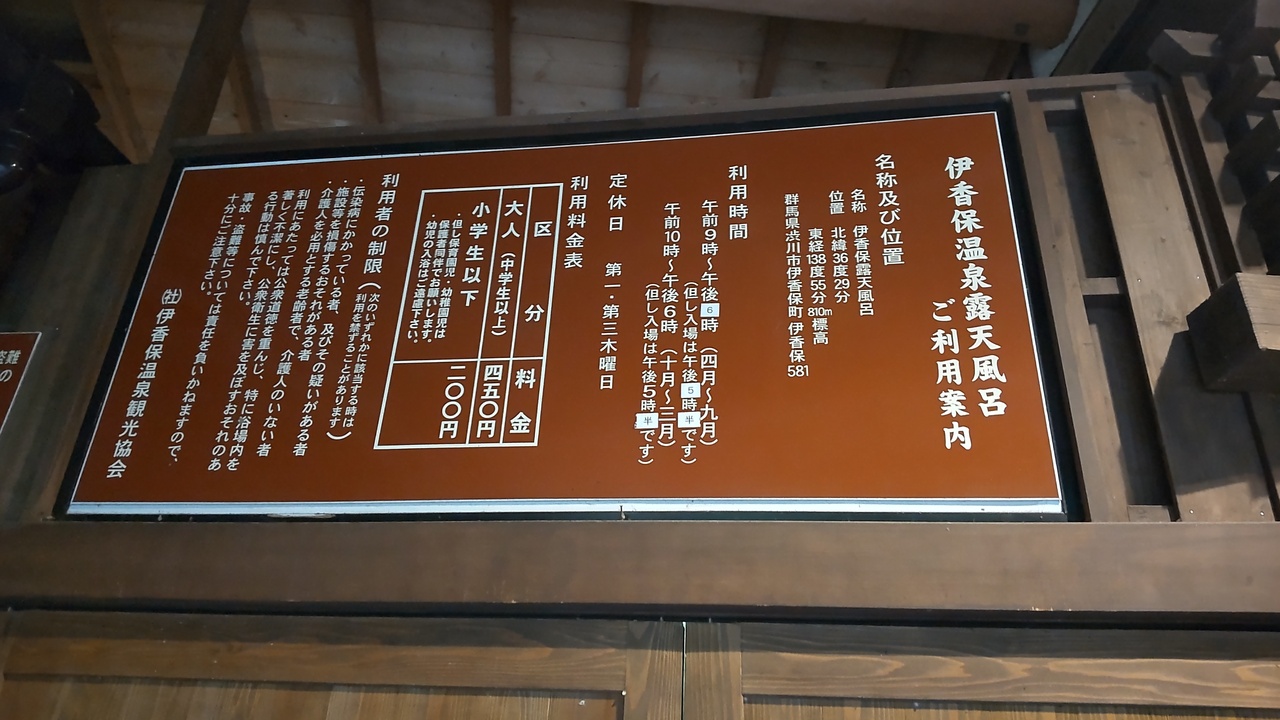 伊香保温泉露天風呂
ご利用案内
名称及び位置
名称 伊香保露天風呂
位置 北緯36度29分
東経138度55分 810m 標高
群馬県渋川市伊香保町 伊香保581
利用時間
午前9時～午後6時（四月～九月）
（但し入場は午後5時半です）
午前10時～午後6時（十月～三月）
（但し入場は午後5時半です）
定休日 第一・第三木曜日
利用料金表
区分 料金
大人（中学生以上） 四五〇円
小学生以下 二〇〇円
・但し保育園児・幼稚園児は
保護者同伴でお願いします。
・幼児の入浴はご遠慮下さい。
利用者の制限（次のいずれかに該当する時は
利用を禁ずることがあります）
・伝染病にかかっている者、及びその疑いがある者
・施設等を損傷するおそれがある者
・介護人を必用とする老齢者で、介護人のいない者
利用にあたっては公衆道徳を重んじ、特に浴場内を
著しく不潔にし、公衆衛生に害を及ぼすおそれのあ
る行動は慎んで下さい。
事故、盗難等については責任を負いかねますので、
十分にご注意下さい。
㈳伊香保温泉観光協会
難
盗
の